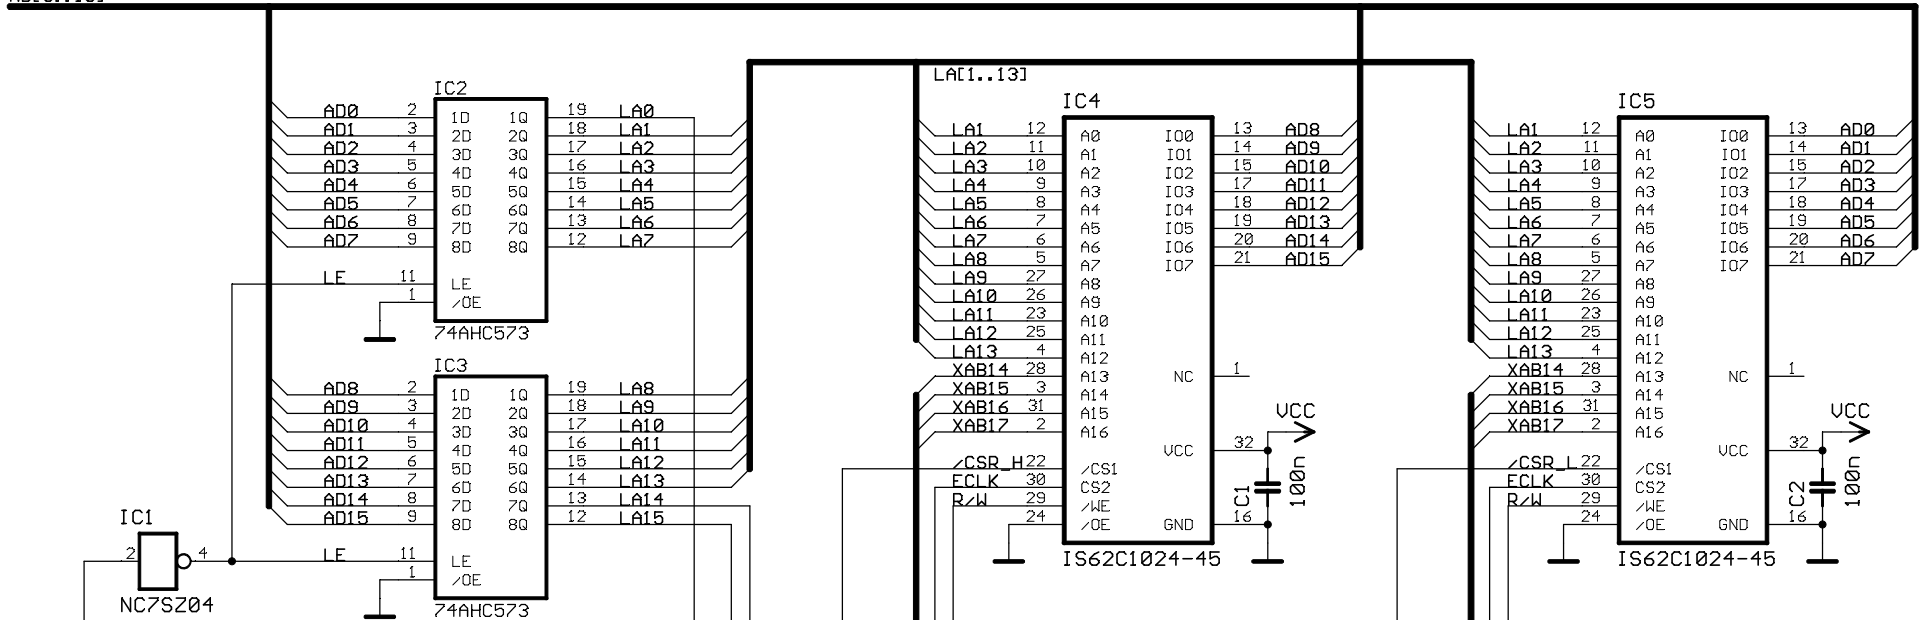 LA[1..13]
IC2
AD0 2 1D 1Q 19 LA0
AD1 3 2D 2Q 18 LA1
AD2 4 3D 3Q 17 LA2
AD3 5 4D 4Q 16 LA3
AD4 6 5D 5Q 15 LA4
AD5 7 6D 6Q 14 LA5
AD6 8 7D 7Q 13 LA6
AD7 9 8D 8Q 12 LA7
LE 11 LE
1 /OE
74AHC573
IC3
AD8 2 1D 1Q 19 LA8
AD9 3 2D 2Q 18 LA9
AD10 4 3D 3Q 17 LA10
AD11 5 4D 4Q 16 LA11
AD12 6 5D 5Q 15 LA12
AD13 7 6D 6Q 14 LA13
AD14 8 7D 7Q 13 LA14
AD15 9 8D 8Q 12 LA15
IC1
2 4 LE 11 LE
1 /OE
NC7SZ04
74AHC573
IC4
LA1 12 A0 IO0 13 AD8
LA2 11 A1 IO1 14 AD9
LA3 10 A2 IO2 15 AD10
LA4 9 A3 IO3 17 AD11
LA5 8 A4 IO4 18 AD12
LA6 7 A5 IO5 19 AD13
LA7 6 A6 IO6 20 AD14
LA8 5 A7 IO7 21 AD15
LA9 27 A8
LA10 26 A9
LA11 23 A10
LA12 25 A11
LA13 4 A12
XAB14 28 A13 NC 1
XAB15 3 A14
XAB16 31 A15 VCC
XAB17 2 A16
VCC 32
/CSR_H 22 /CS1
ECLK 30 CS2 C1 100n
R/W 29 /WE
24 /OE GND 16
IS62C1024-45
IC5
LA1 12 A0 IO0 13 AD0
LA2 11 A1 IO1 14 AD1
LA3 10 A2 IO2 15 AD2
LA4 9 A3 IO3 17 AD3
LA5 8 A4 IO4 18 AD4
LA6 7 A5 IO5 19 AD5
LA7 6 A6 IO6 20 AD6
LA8 5 A7 IO7 21 AD7
LA9 27 A8
LA10 26 A9
LA11 23 A10
LA12 25 A11
LA13 4 A12
XAB14 28 A13 NC 1
XAB15 3 A14
XAB16 31 A15 VCC
XAB17 2 A16
VCC 32
/CSR_L 22 /CS1
ECLK 30 CS2 C2 100n
R/W 29 /WE
24 /OE GND 16
IS62C1024-45